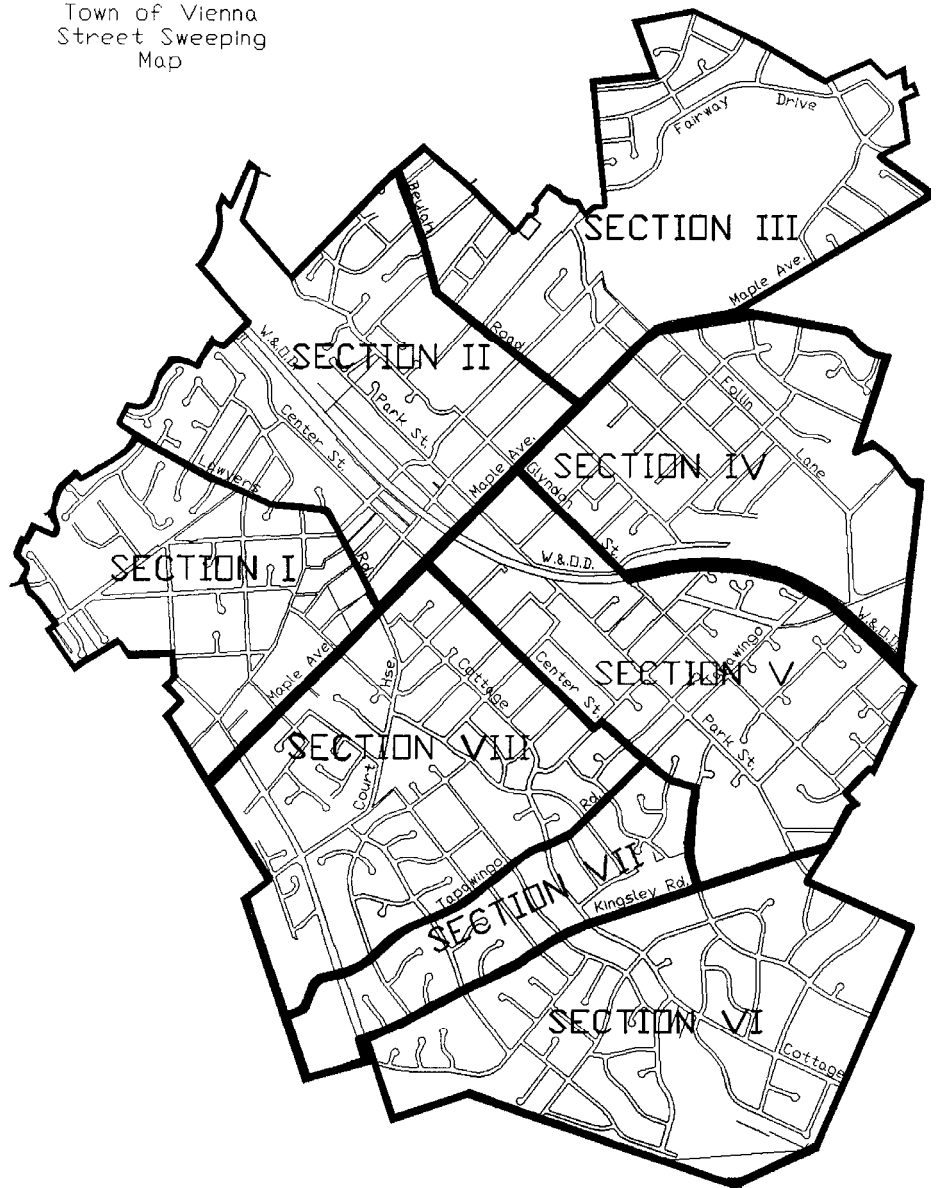 Town of Vienna
Street Sweeping
Map
Fairway Drive
Beulah
SECTION III
Maple Ave.
W.&O.D.
Road
SECTION II
Park St.
Follin
Center St.
Maple Ave.
Lawyers
Glyndon
SECTION IV
Lane
St.
Rd.
W.&O.D.
SECTION I
W.&O.D.
Maple Ave
Hse
Cottage
Center St.
SECTION V
Park St.
SECTION VIII
Court
Rd.
Tapawingo
SECTION VII
Kingsley Rd.
SECTION VI
Cottage